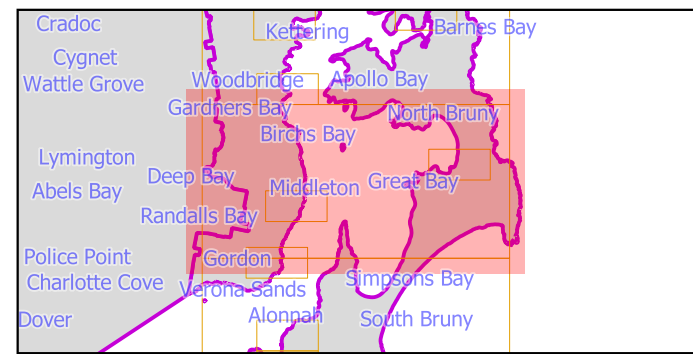 Cradoc
Kettering
Barnes Bay
Cygnet
Wattle Grove
Woodbridge
Apollo Bay
Gardners Bay
North Bruny
Birchs Bay
Lymington
Deep Bay
Great Bay
Abels Bay
Middleton
Randalls Bay
Police Point
Gordon
Charlotte Cove
Simpsons Bay
Verona Sands
Dover
Alonnah
South Bruny